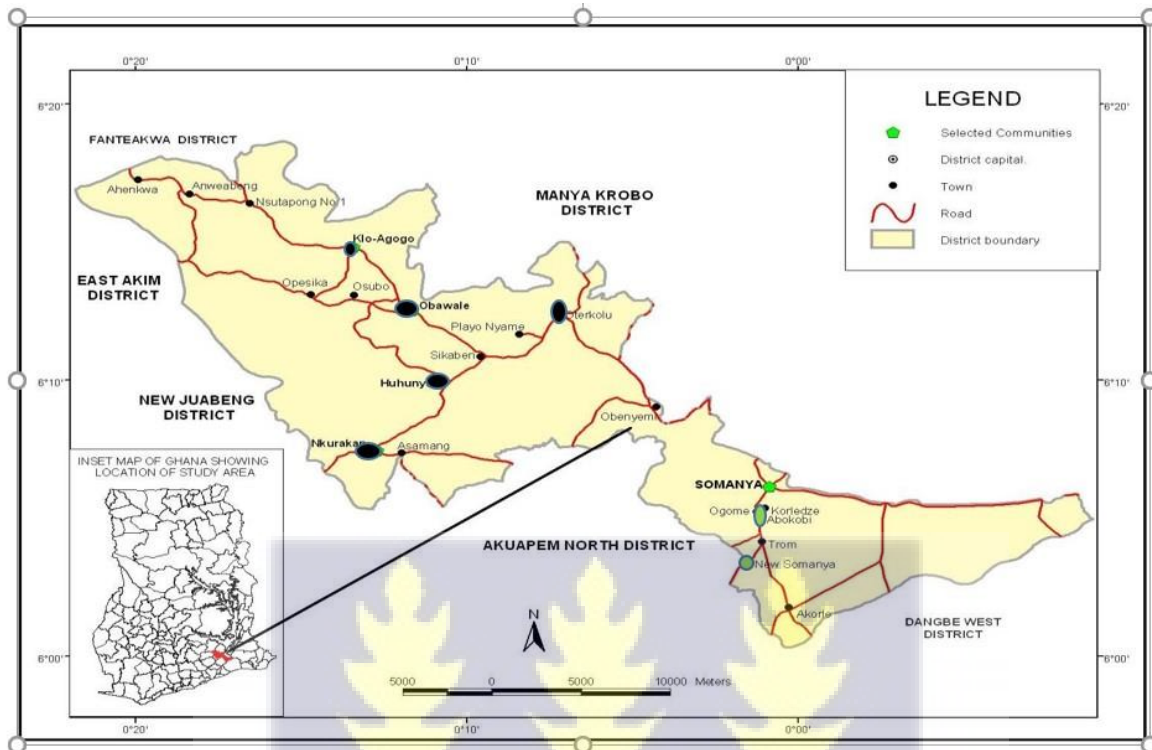 0°20'
0°10'
0°00'
6°20'
6°20'
LEGEND
Selected Communities
District capital.
Town
Road
District boundary
FANTEAKWA DISTRICT
Ahenkwa
Anweabeng
Nsutapong No 1
MANYA KROBO
DISTRICT
Klo-Agogo
EAST AKIM
DISTRICT
Opesika
Osubo
Obawale
Oterkolu
Playo Nyame
Sikaben
6°10'
6°10'
Huhuny
NEW JUABENG
DISTRICT
Obenyemi
Nkurakan
Asamang
INSET MAP OF GHANA SHOWING
LOCATION OF STUDY AREA
SOMANYA
Ogome
Korledze
Abokobi
AKUAPEM NORTH DISTRICT
Trom
New Somanya
Akorle
DANGBE WEST
DISTRICT
N
6°00'
6°00'
5000 0 5000 10000 Meters
0°20'
0°10'
0°00'